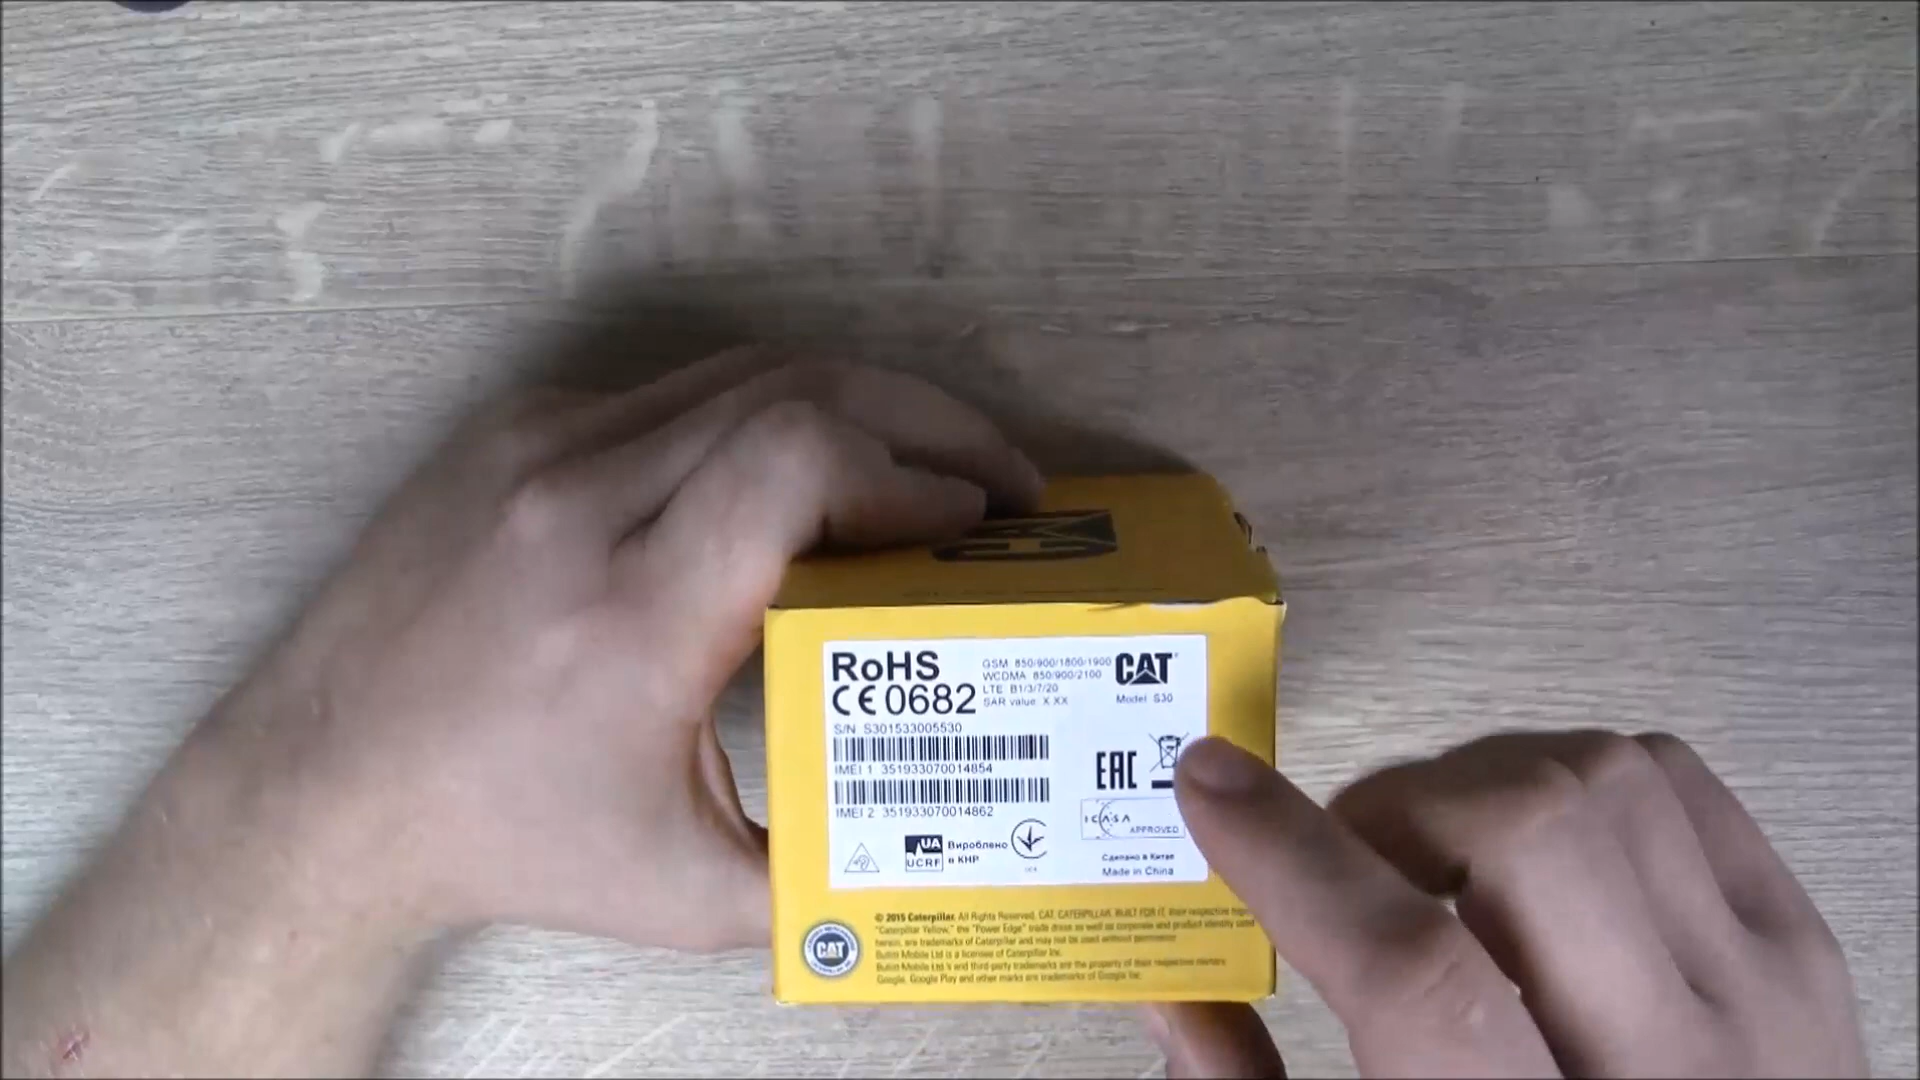 RoHS
CE0682
GSM 850/900/1800/1900
WCDMA 850/900/2100
LTE B1/3/7/20
SAR value: X.XX
CAT
Model S30
S/N S301533005530
IMEI 1 351933070014854
IMEI 2 351933070014862
EAC
ICASA
APPROVED
UA
UCRF
Вироблено
в КНР
Сделано в Китае
Made in China
CAT
© 2015 Caterpillar. All Rights Reserved. CAT, CATERPILLAR, BUILT FOR IT, their respective
"Caterpillar Yellow," the "Power Edge" trade dress as well as corporate and product identity used
herein, are trademarks of Caterpillar and may not be used without permission.
Bullitt Mobile Ltd is a licensee of Caterpillar Inc.
Bullitt Mobile Ltd.'s and third-party trademarks are the property of their respective owners.
Google, Google Play and other marks are trademarks of Google Inc.